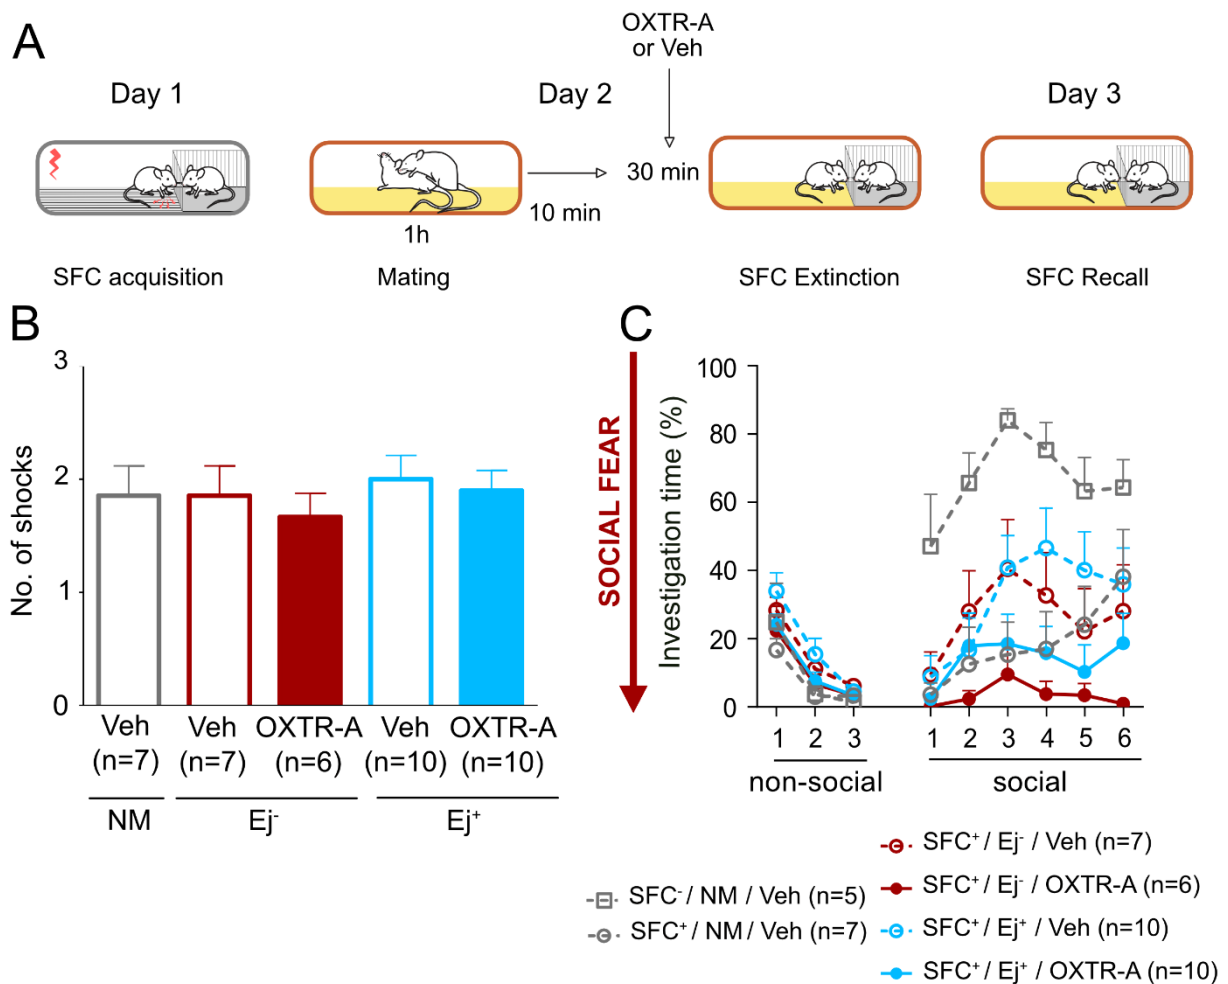 A
OXTR-A
or Veh
Day 1
Day 2
Day 3
30 min
10 min
1h
SFC acquisition
Mating
SFC Extinction
SFC Recall
B
No. of shocks
3
2
1
0
Veh
(n=7)
Veh
(n=7)
OXTR-A
(n=6)
Veh
(n=10)
OXTR-A
(n=10)
NM
Ej⁻
Ej⁺
C
SOCIAL FEAR
Investigation time (%)
100
80
60
40
20
0
1 2 3
non-social
1 2 3 4 5 6
social
SFC⁻ / NM / Veh (n=5)
SFC⁺ / NM / Veh (n=7)
SFC⁺ / Ej⁻ / Veh (n=7)
SFC⁺ / Ej⁻ / OXTR-A (n=6)
SFC⁺ / Ej⁺ / Veh (n=10)
SFC⁺ / Ej⁺ / OXTR-A (n=10)